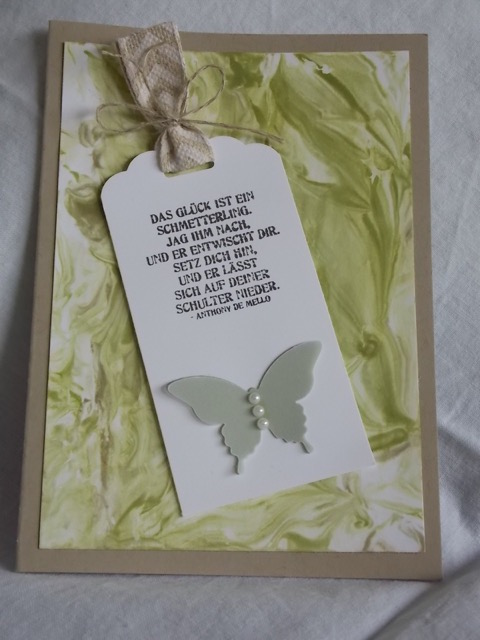 DAS GLÜCK IST EIN
SCHMETTERLING.
JAG IHM NACH,
UND ER ENTWISCHT DIR.
SETZ DICH HIN,
UND ER LÄSST
SICH AUF DEINER
SCHULTER NIEDER.
- ANTHONY DE MELLO